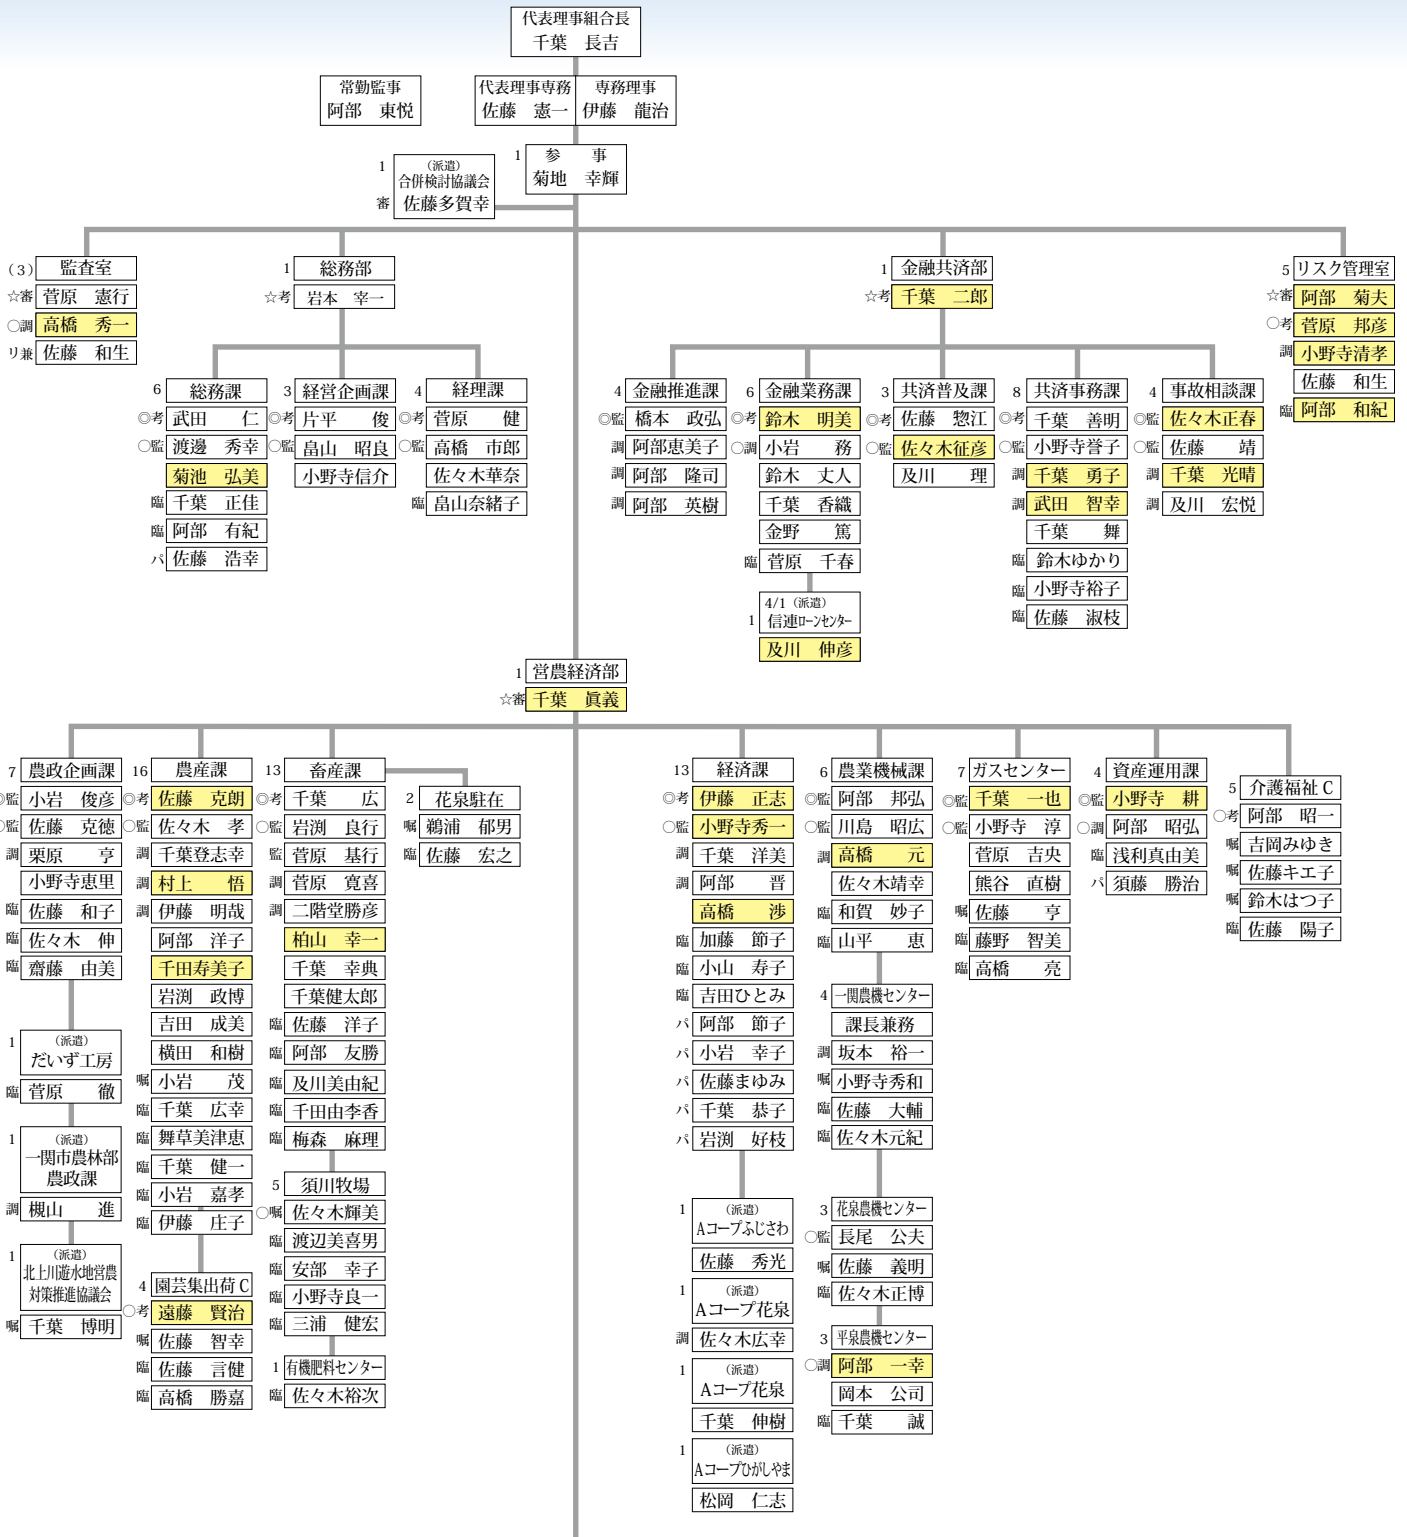 代表理事組合長
千葉　長吉
常勤監事
阿部　東悦
代表理事専務
佐藤　憲一
専務理事
伊藤　龍治
1
（派遣）
合併検討協議会
審 佐藤多賀幸
1
参　事
菊地　幸輝
（3） 監査室
☆審 菅原　憲行
○調 高橋　秀一
リ兼 佐藤　和生
1 総務部
☆考 岩本　幸一
1 金融共済部
☆考 千葉　二郎
5 リスク管理室
☆審 阿部　菊夫
○考 菅原　邦彦
調 小野寺清孝
佐藤　和生
臨 阿部　和紀
6 総務課
◎考 武田　仁
○監 渡邊　秀幸
菊池　弘美
臨 千葉　正佳
臨 阿部　有紀
パ 佐藤　浩幸
3 経営企画課
◎考 片平　俊
○監 畠山　昭良
小野寺信介
4 経理課
◎考 菅原　健
○監 高橋　市郎
佐々木華奈
臨 畠山奈緒子
4 金融推進課
◎監 橋本　政弘
調 阿部恵美子
調 阿部　隆司
調 阿部　英樹
6 金融業務課
◎考 鈴木　明美
○調 小岩　務
鈴木　丈人
千葉　香織
金野　篤
臨 菅原　千春
4/1（派遣）
1 信連ローンセンター
及川　伸彦
3 共済普及課
◎考 佐藤　惣江
○監 佐々木征彦
及川　理
8 共済事務課
◎考 千葉　善明
○監 小野寺誉子
調 千葉　勇子
調 武田　智幸
千葉　舞
臨 鈴木ゆかり
臨 小野寺裕子
臨 佐藤　淑枝
4 事故相談課
◎監 佐々木正春
○監 佐藤　靖
調 千葉　光晴
調 及川　宏悦
1 営農経済部
☆審 千葉　眞義
7 農政企画課
◎監 小岩　俊彦
○監 佐藤　克徳
調 栗原　亨
小野寺恵里
臨 佐藤　和子
臨 佐々木　伸
臨 齋藤　由美
1
（派遣）
だいず工房
臨 菅原　徹
1
（派遣）
一関市農林部
農政課
調 槻山　進
1
（派遣）
北上川遊水地営農
対策推進協議会
嘱 千葉　博明
16 農産課
◎考 佐藤　克朗
○監 佐々木　孝
調 千葉登志幸
調 村上　悟
調 伊藤　明哉
阿部　洋子
千田寿美子
岩渕　政博
吉田　成美
横田　和樹
嘱 小岩　茂
臨 千葉　広幸
臨 舞草美津恵
臨 千葉　健一
臨 小岩　嘉孝
臨 伊藤　庄子
4 園芸集出荷 C
○考 遠藤　賢治
嘱 佐藤　智幸
臨 佐藤　言健
臨 高橋　勝嘉
13 畜産課
◎考 千葉　広
○監 岩渕　良行
監 菅原　基行
調 菅原　寛喜
調 二階堂勝彦
柏山　幸一
千葉　幸典
千葉健太郎
臨 佐藤　洋子
臨 阿部　友勝
臨 及川美由紀
臨 千田由李香
臨 梅森　麻理
5 須川牧場
○嘱 佐々木輝美
臨 渡辺美喜男
臨 安部　幸子
臨 小野寺良一
臨 三浦　健宏
1 有機肥料センター
臨 佐々木裕次
2 花泉駐在
嘱 鵜浦　郁男
臨 佐藤　宏之
13 経済課
◎考 伊藤　正志
○監 小野寺秀一
調 千葉　洋美
調 阿部　晋
高橋　渉
臨 加藤　節子
臨 小山　寿子
臨 吉田ひとみ
パ 阿部　節子
パ 小岩　幸子
パ 佐藤まゆみ
パ 千葉　恭子
パ 岩渕　好枝
1
（派遣）
Aコープふじさわ
佐藤　秀光
1
（派遣）
Aコープ花泉
調 佐々木広幸
1
（派遣）
Aコープ花泉
千葉　伸樹
1
（派遣）
Aコープひがしやま
松岡　仁志
6 農業機械課
◎監 阿部　邦弘
○監 川島　昭広
調 高橋　元
佐々木靖幸
臨 和賀　妙子
臨 山平　恵
4 一関農機センター
課長兼務
調 坂本　裕一
嘱 小野寺秀和
臨 佐藤　大輔
臨 佐々木元紀
3 花泉農機センター
○監 長尾　公夫
嘱 佐藤　義明
臨 佐々木正博
3 平泉農機センター
○調 阿部　一幸
岡本　公司
臨 千葉　誠
7 ガスセンター
◎監 千葉　一也
○監 小野寺　淳
菅原　吉央
熊谷　直樹
嘱 佐藤　亨
臨 藤野　智美
臨 高橋　亮
4 資産運用課
◎監 小野寺　耕
○調 阿部　昭弘
臨 浅利真由美
パ 須藤　勝治
5 介護福祉 C
○考 阿部　昭一
嘱 吉岡みゆき
嘱 佐藤キエ子
嘱 鈴木はつ子
臨 佐藤　陽子